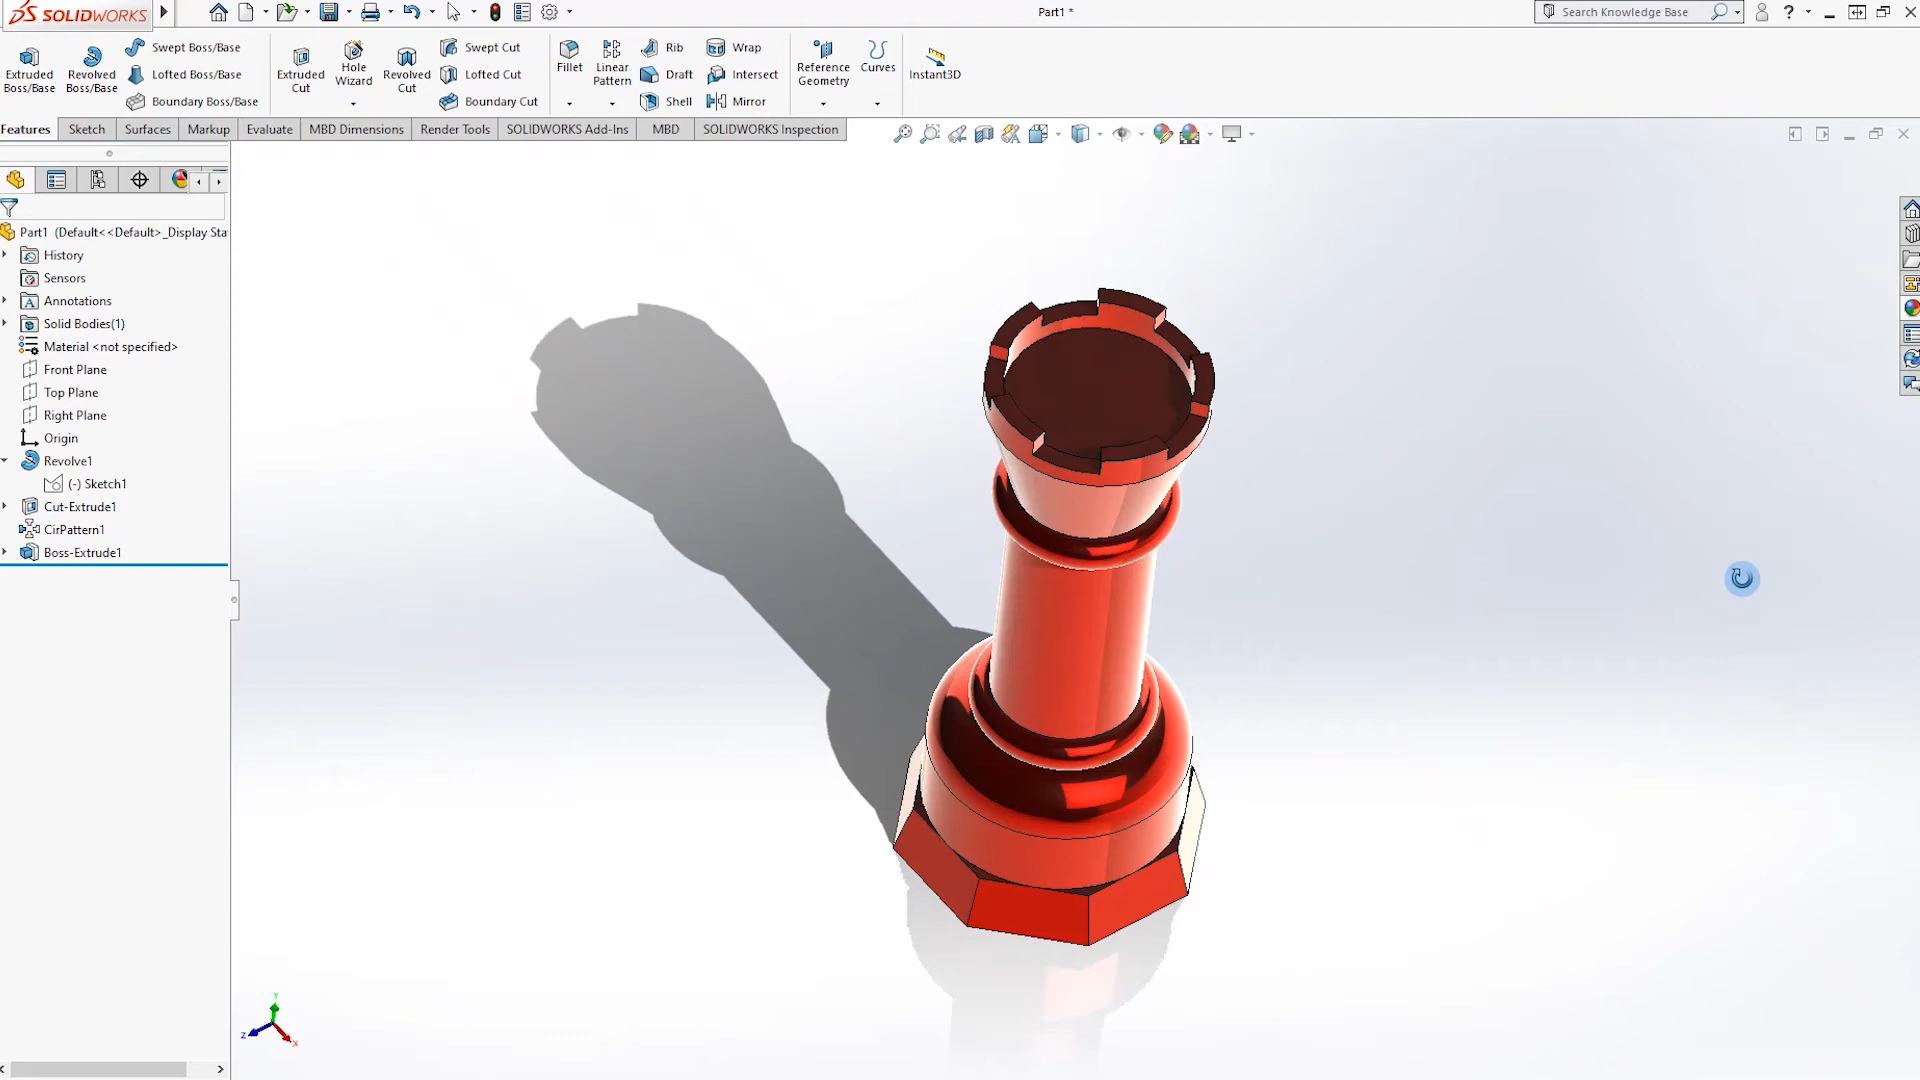 SOLIDWORKS
Part1 *
Search Knowledge Base
?
Extruded Boss/Base
Revolved Boss/Base
Swept Boss/Base
Lofted Boss/Base
Boundary Boss/Base
Extruded Cut
Hole Wizard
Revolved Cut
Swept Cut
Lofted Cut
Boundary Cut
Fillet
Linear Pattern
Rib
Draft
Shell
Wrap
Intersect
Mirror
Reference Geometry
Curves
Instant3D
Features
Sketch
Surfaces
Markup
Evaluate
MBD Dimensions
Render Tools
SOLIDWORKS Add-Ins
MBD
SOLIDWORKS Inspection
Part1 (Default<<Default>_Display Sta
History
Sensors
Annotations
Solid Bodies(1)
Material <not specified>
Front Plane
Top Plane
Right Plane
Origin
Revolve1
(-) Sketch1
Cut-Extrude1
CirPattern1
Boss-Extrude1
Y
Z
X